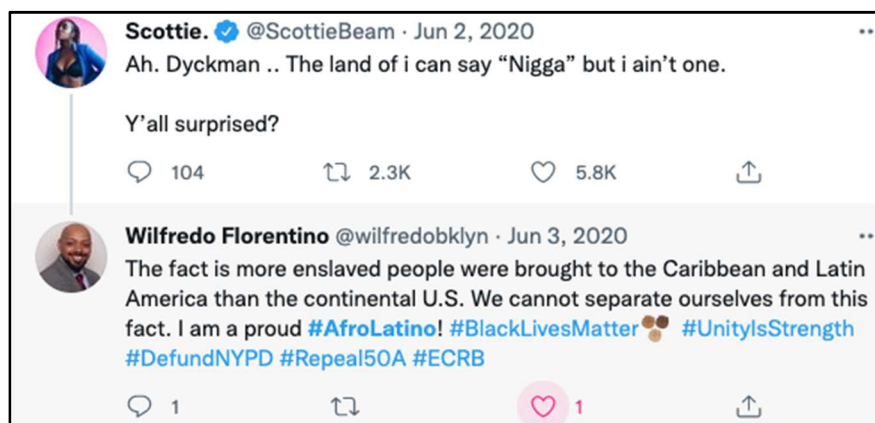 Scottie. @ScottieBeam · Jun 2, 2020
Ah. Dyckman .. The land of i can say “Nigga” but i ain’t one.
Y’all surprised?
104 2.3K 5.8K
Wilfredo Florentino @wilfredobklyn · Jun 3, 2020
The fact is more enslaved people were brought to the Caribbean and Latin
America than the continental U.S. We cannot separate ourselves from this
fact. I am a proud #AfroLatino! #BlackLivesMatter #UnityIsStrength
#DefundNYPD #Repeal50A #ECRB
1 1